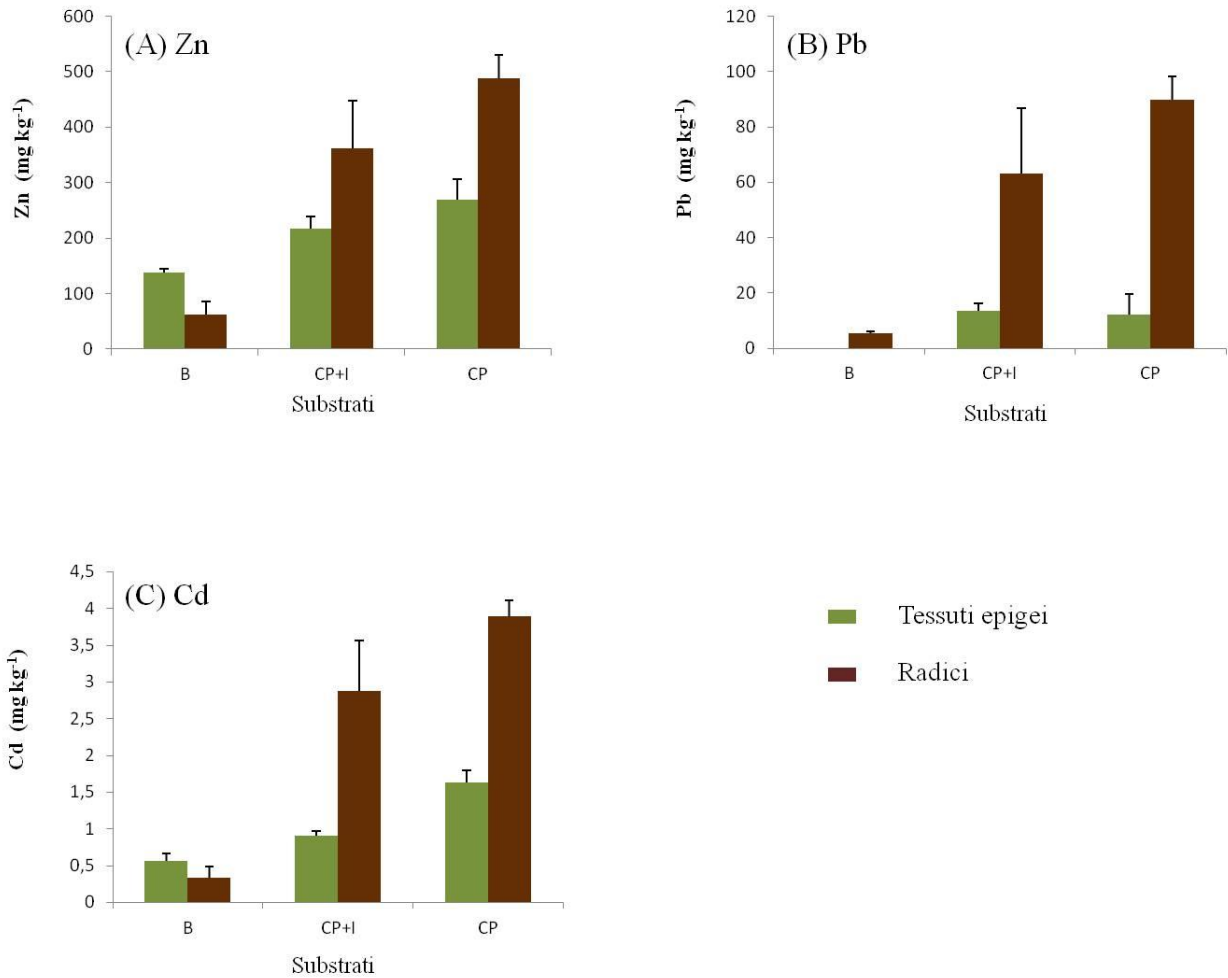 (A) Zn
Zn (mg kg-1)
600
500
400
300
200
100
0
B
CP+I
CP
Substrati
(B) Pb
Pb (mg kg-1)
120
100
80
60
40
20
0
B
CP+I
CP
Substrati
(C) Cd
Cd (mg kg-1)
4,5
4
3,5
3
2,5
2
1,5
1
0,5
0
B
CP+I
CP
Substrati
Tessuti epigei
Radici